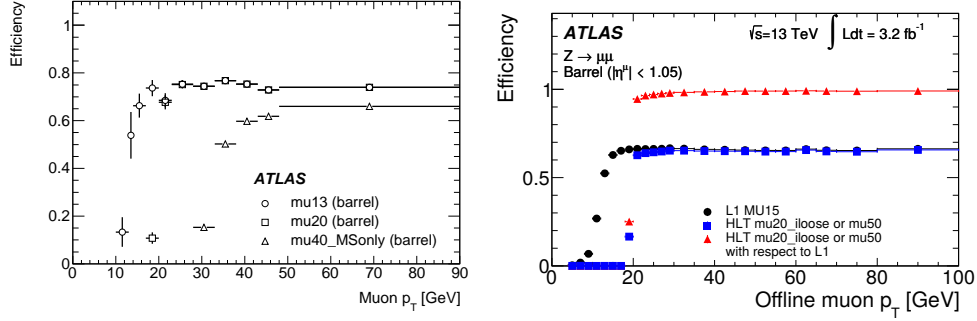 Efficiency
1
0.8
0.6
0.4
0.2
0
0 10 20 30 40 50 60 70 80 90
Muon p_T [GeV]
ATLAS
mu13 (barrel)
mu20 (barrel)
mu40_MSonly (barrel)
Efficiency
1
0.5
0
0 20 40 60 80 100
Offline muon p_T [GeV]
ATLAS
√s=13 TeV ∫ Ldt = 3.2 fb⁻¹
Z → μμ
Barrel (|η^μ| < 1.05)
L1 MU15
HLT mu20_iloose or mu50
HLT mu20_iloose or mu50
with respect to L1